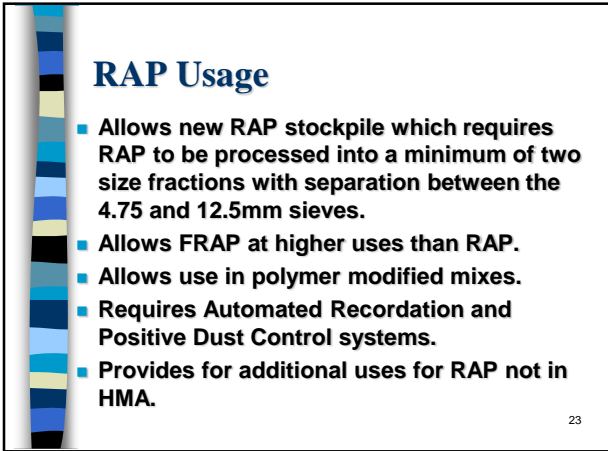 RAP Usage
Allows new RAP stockpile which requires
RAP to be processed into a minimum of two
size fractions with separation between the
4.75 and 12.5mm sieves.
Allows FRAP at higher uses than RAP.
Allows use in polymer modified mixes.
Requires Automated Recordation and
Positive Dust Control systems.
Provides for additional uses for RAP not in
HMA.
23